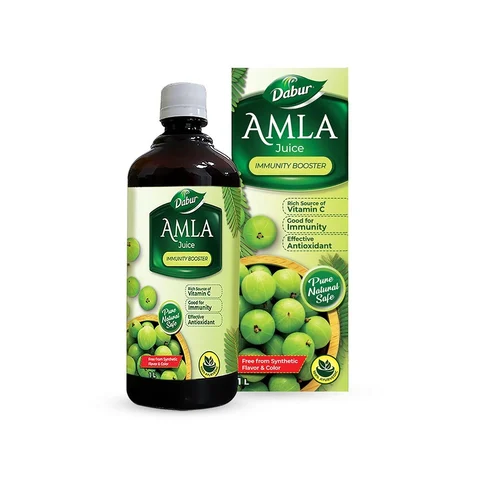 Dabur
AMLA
Juice
IMMUNITY BOOSTER
Rich Source of
Vitamin C
Good for
Immunity
Effective
Antioxidant
Pure
Natural
Safe
Free from Synthetic
Flavor & Color
1 L
Dabur
AMLA
Juice
IMMUNITY BOOSTER
Rich Source of
Vitamin C
Good for
Immunity
Effective
Antioxidant
Pure
Natural
Safe
Free from Synthetic
Flavor & Color
1 L